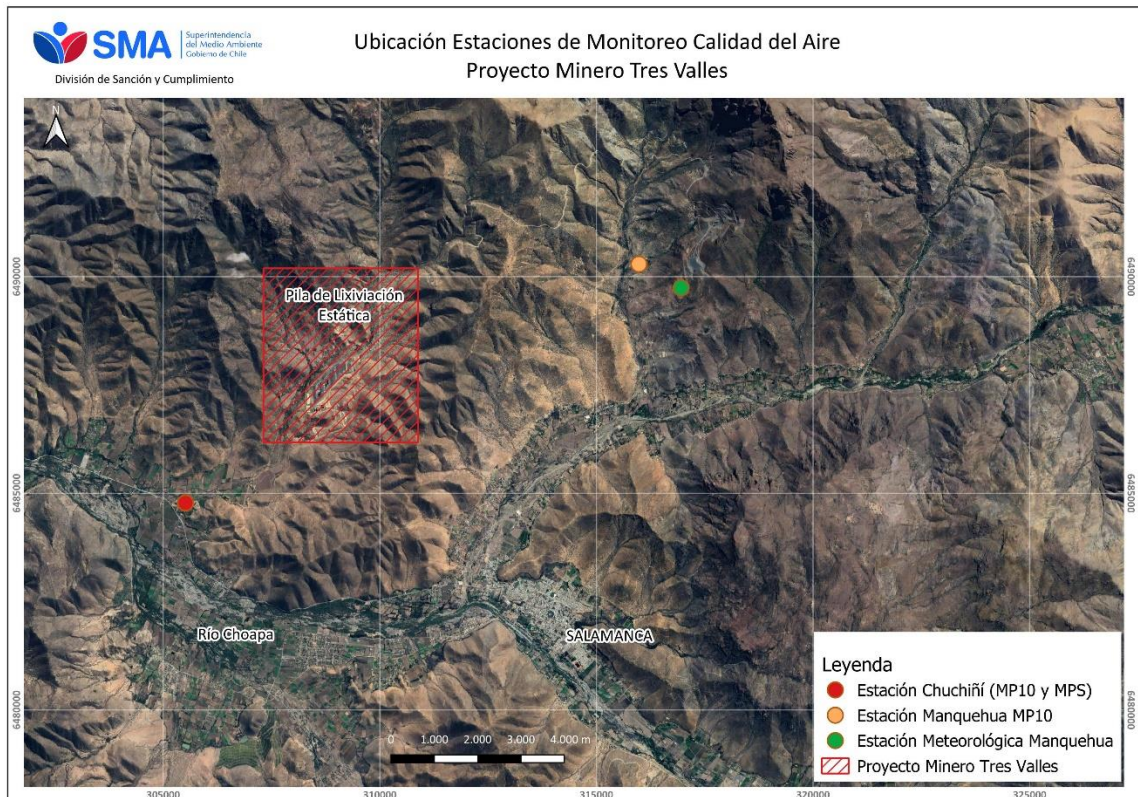 SMA
Superintendencia
del Medio Ambiente
Gobierno de Chile
División de Sanción y Cumplimiento
Ubicación Estaciones de Monitoreo Calidad del Aire
Proyecto Minero Tres Valles
N
6490000
6490000
Pila de Lixiviación
Estática
6485000
6485000
Río Choapa
SALAMANCA
6480000
6480000
0 1.000 2.000 3.000 4.000 m
Leyenda
Estación Chuchiñí (MP10 y MPS)
Estación Manquehua MP10
Estación Meteorológica Manquehua
Proyecto Minero Tres Valles
305000 310000 315000 320000 325000